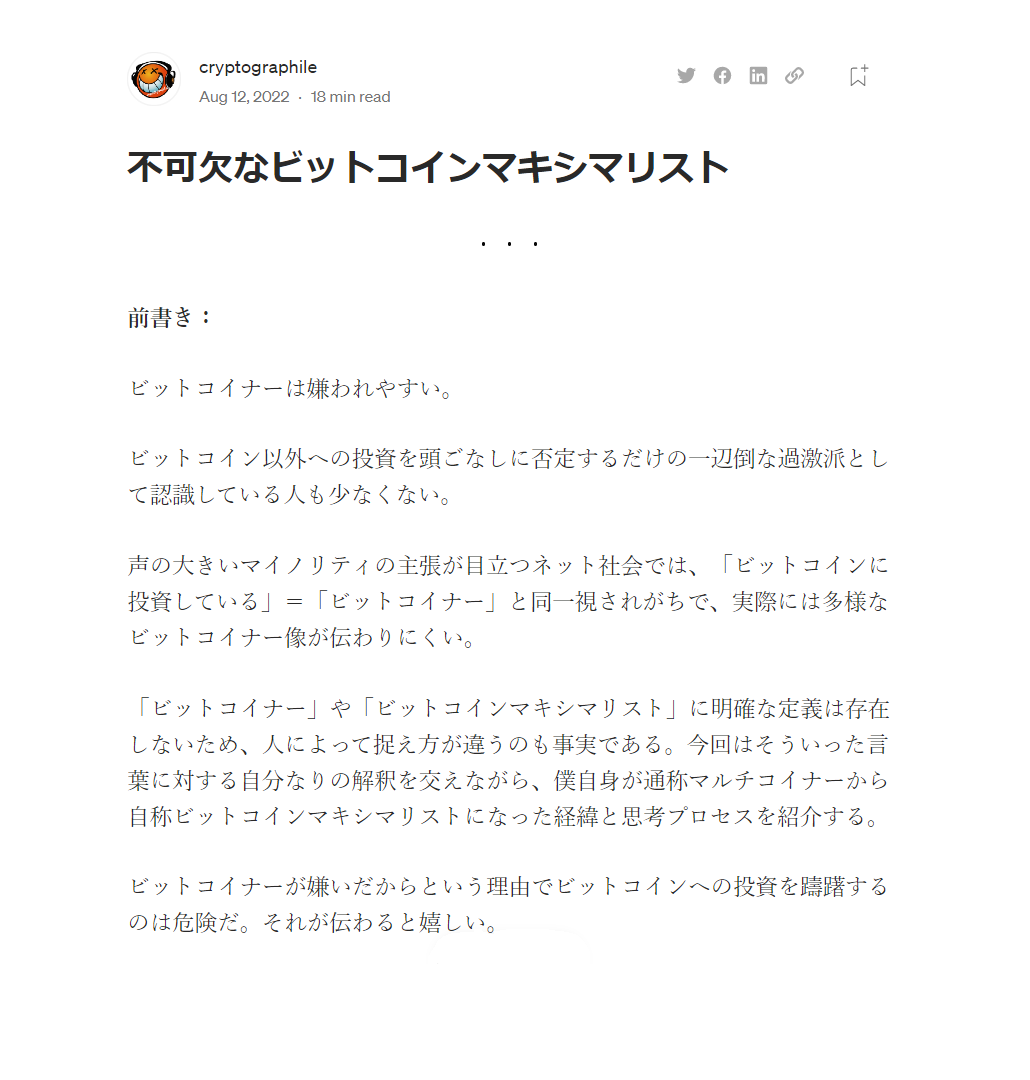 cryptographile
Aug 12, 2022 · 18 min read
不可欠なビットコインマキシマリスト
· · ·
前書き：
ビットコイナーは嫌われやすい。
ビットコイン以外への投資を頭ごなしに否定するだけの一辺倒な過激派とし
て認識している人も少なくない。
声の大きいマイノリティの主張が目立つネット社会では、「ビットコインに
投資している」＝「ビットコイナー」と同一視されがちで、実際には多様な
ビットコイナー像が伝わりにくい。
「ビットコイナー」や「ビットコインマキシマリスト」に明確な定義は存在
しないため、人によって捉え方が違うのも事実である。今回はそういった言
葉に対する自分なりの解釈を交えながら、僕自身が通称マルチコイナーから
自称ビットコインマキシマリストになった経緯と思考プロセスを紹介する。
ビットコイナーが嫌いだからという理由でビットコインへの投資を躊躇する
のは危険だ。それが伝わると嬉しい。